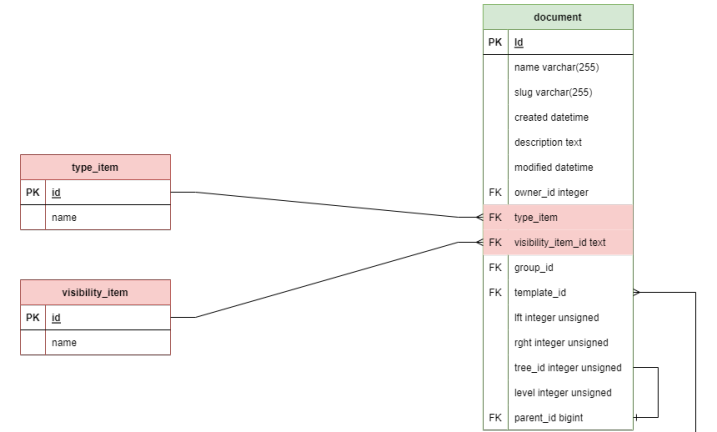 document
PK Id
name varchar(255)
slug varchar(255)
created datetime
description text
modified datetime
FK owner_id integer
FK type_item
FK visibility_item_id text
FK group_id
FK template_id
lft integer unsigned
rght integer unsigned
tree_id integer unsigned
level integer unsigned
FK parent_id bigint
type_item
PK id
name
visibility_item
PK id
name